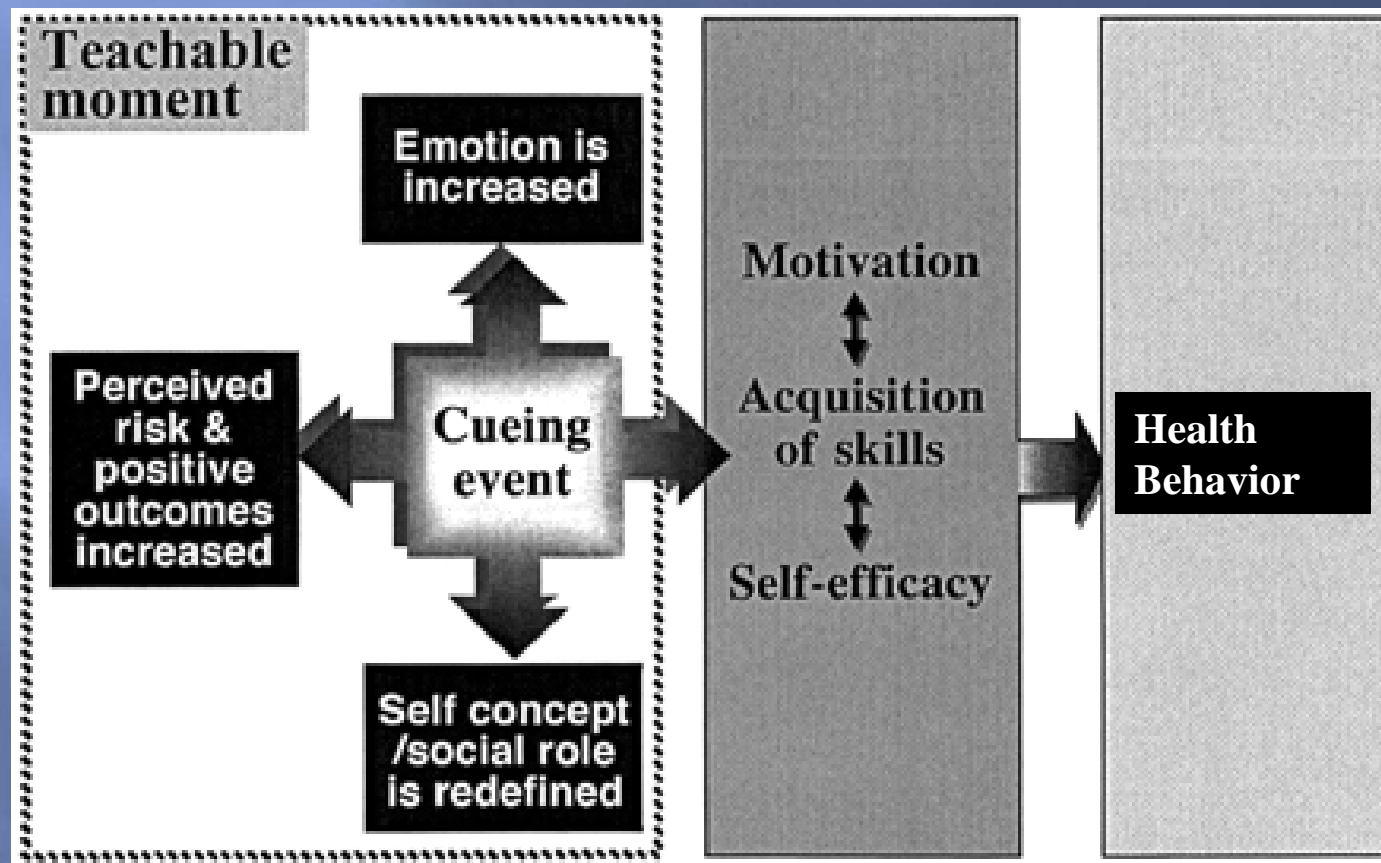 Teachable
moment
Emotion is
increased
Perceived
risk &
positive
outcomes
increased
Cueing
event
Self concept
/social role
is redefined
Motivation
Acquisition
of skills
Self-efficacy
Health
Behavior